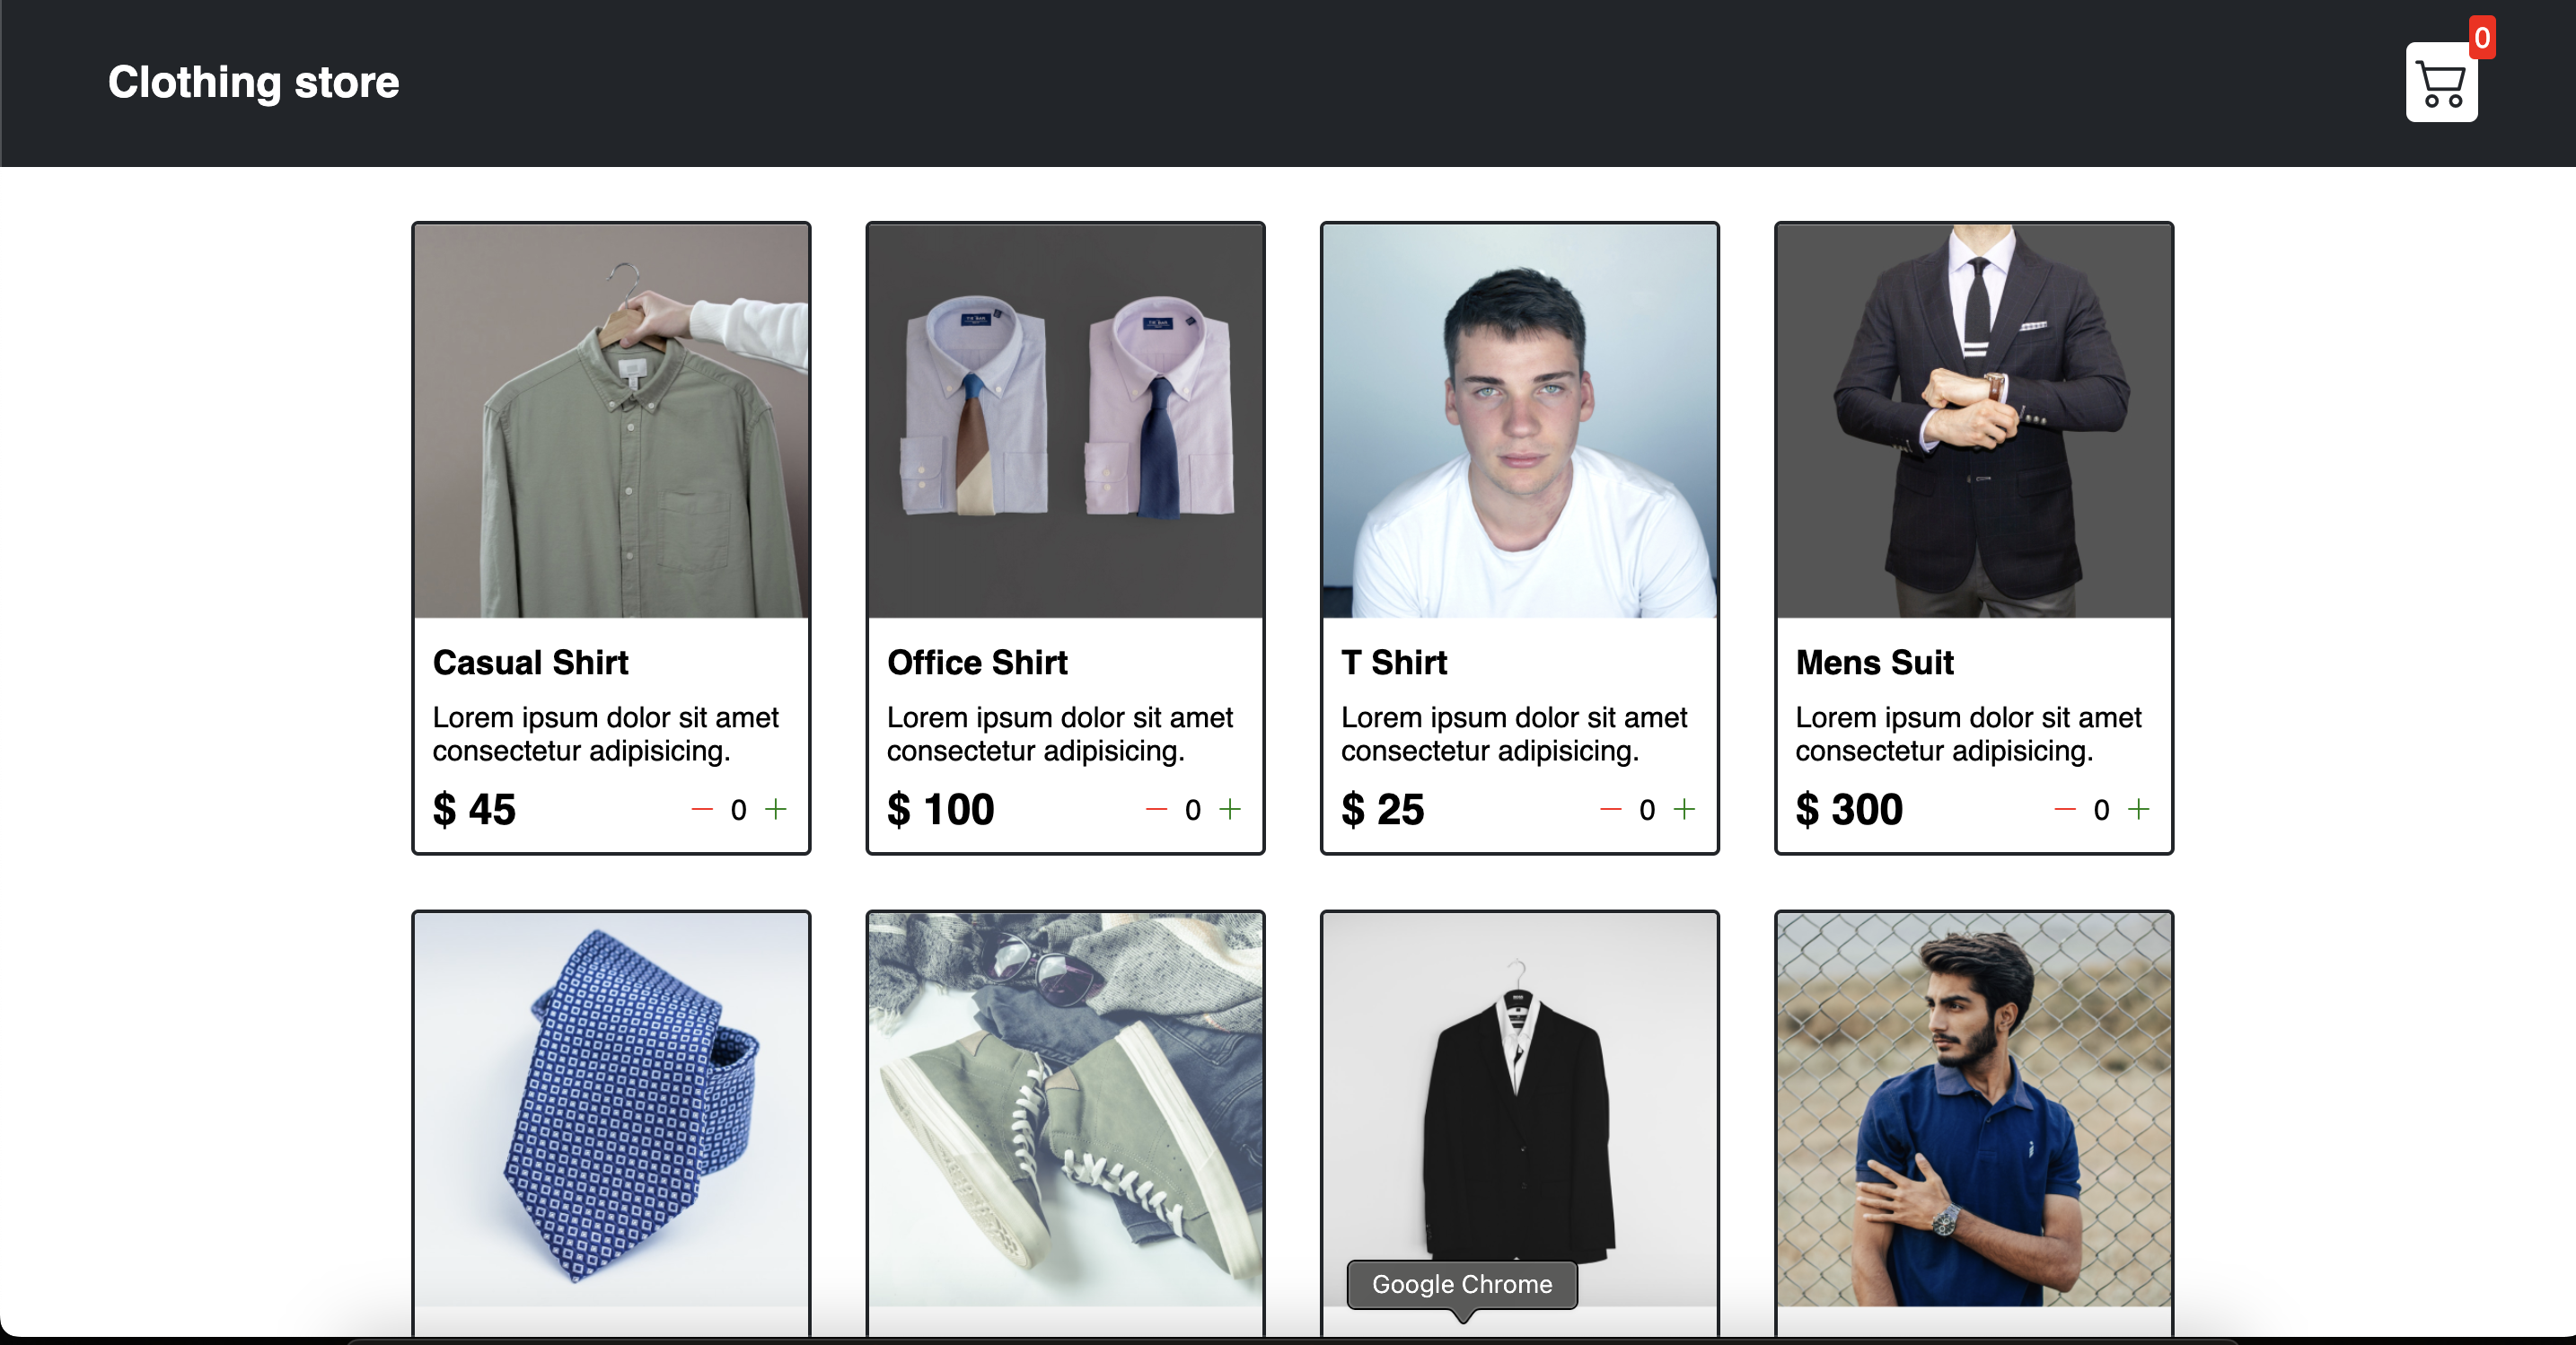 Clothing store
0
Casual Shirt
Lorem ipsum dolor sit amet
consectetur adipisicing.
$ 45
— 0 +
Office Shirt
Lorem ipsum dolor sit amet
consectetur adipisicing.
$ 100
— 0 +
T Shirt
Lorem ipsum dolor sit amet
consectetur adipisicing.
$ 25
— 0 +
Mens Suit
Lorem ipsum dolor sit amet
consectetur adipisicing.
$ 300
— 0 +
Google Chrome